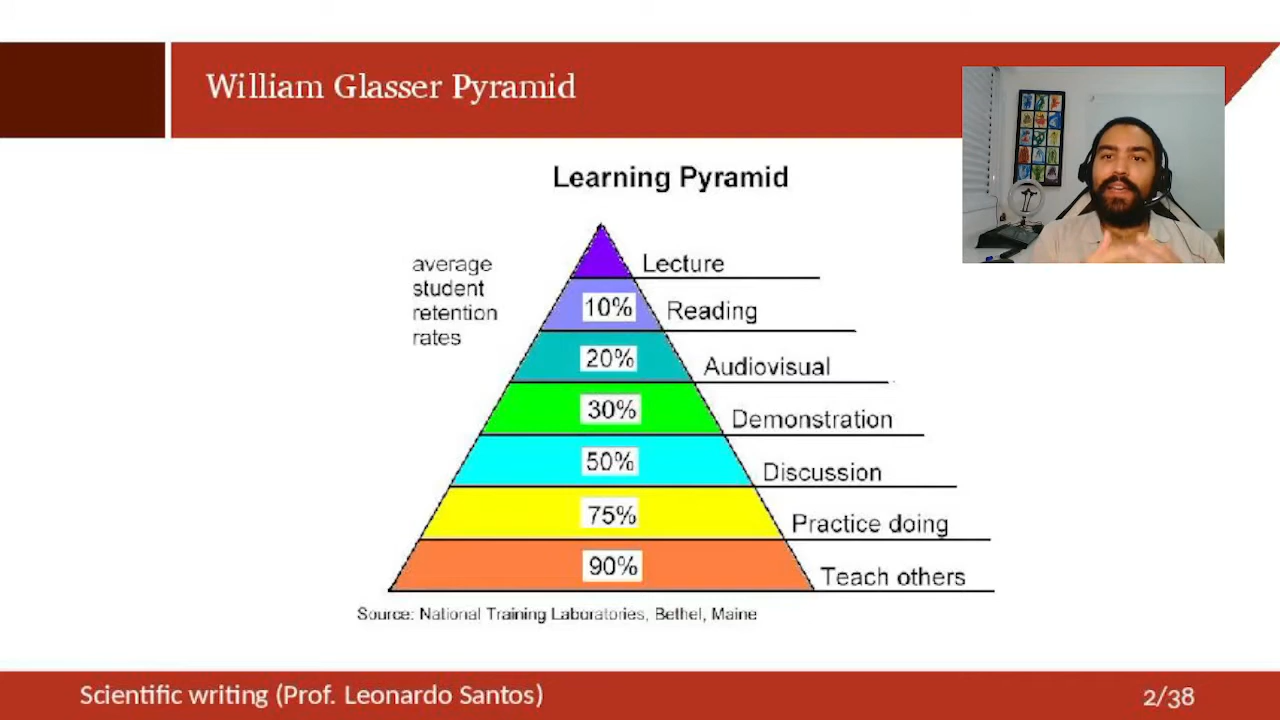 William Glasser Pyramid
Learning Pyramid
average
student
retention
rates
Lecture
10%
Reading
20%
Audiovisual
30%
Demonstration
50%
Discussion
75%
Practice doing
90%
Teach others
Source: National Training Laboratories, Bethel, Maine
Scientific writing (Prof. Leonardo Santos)
2/38